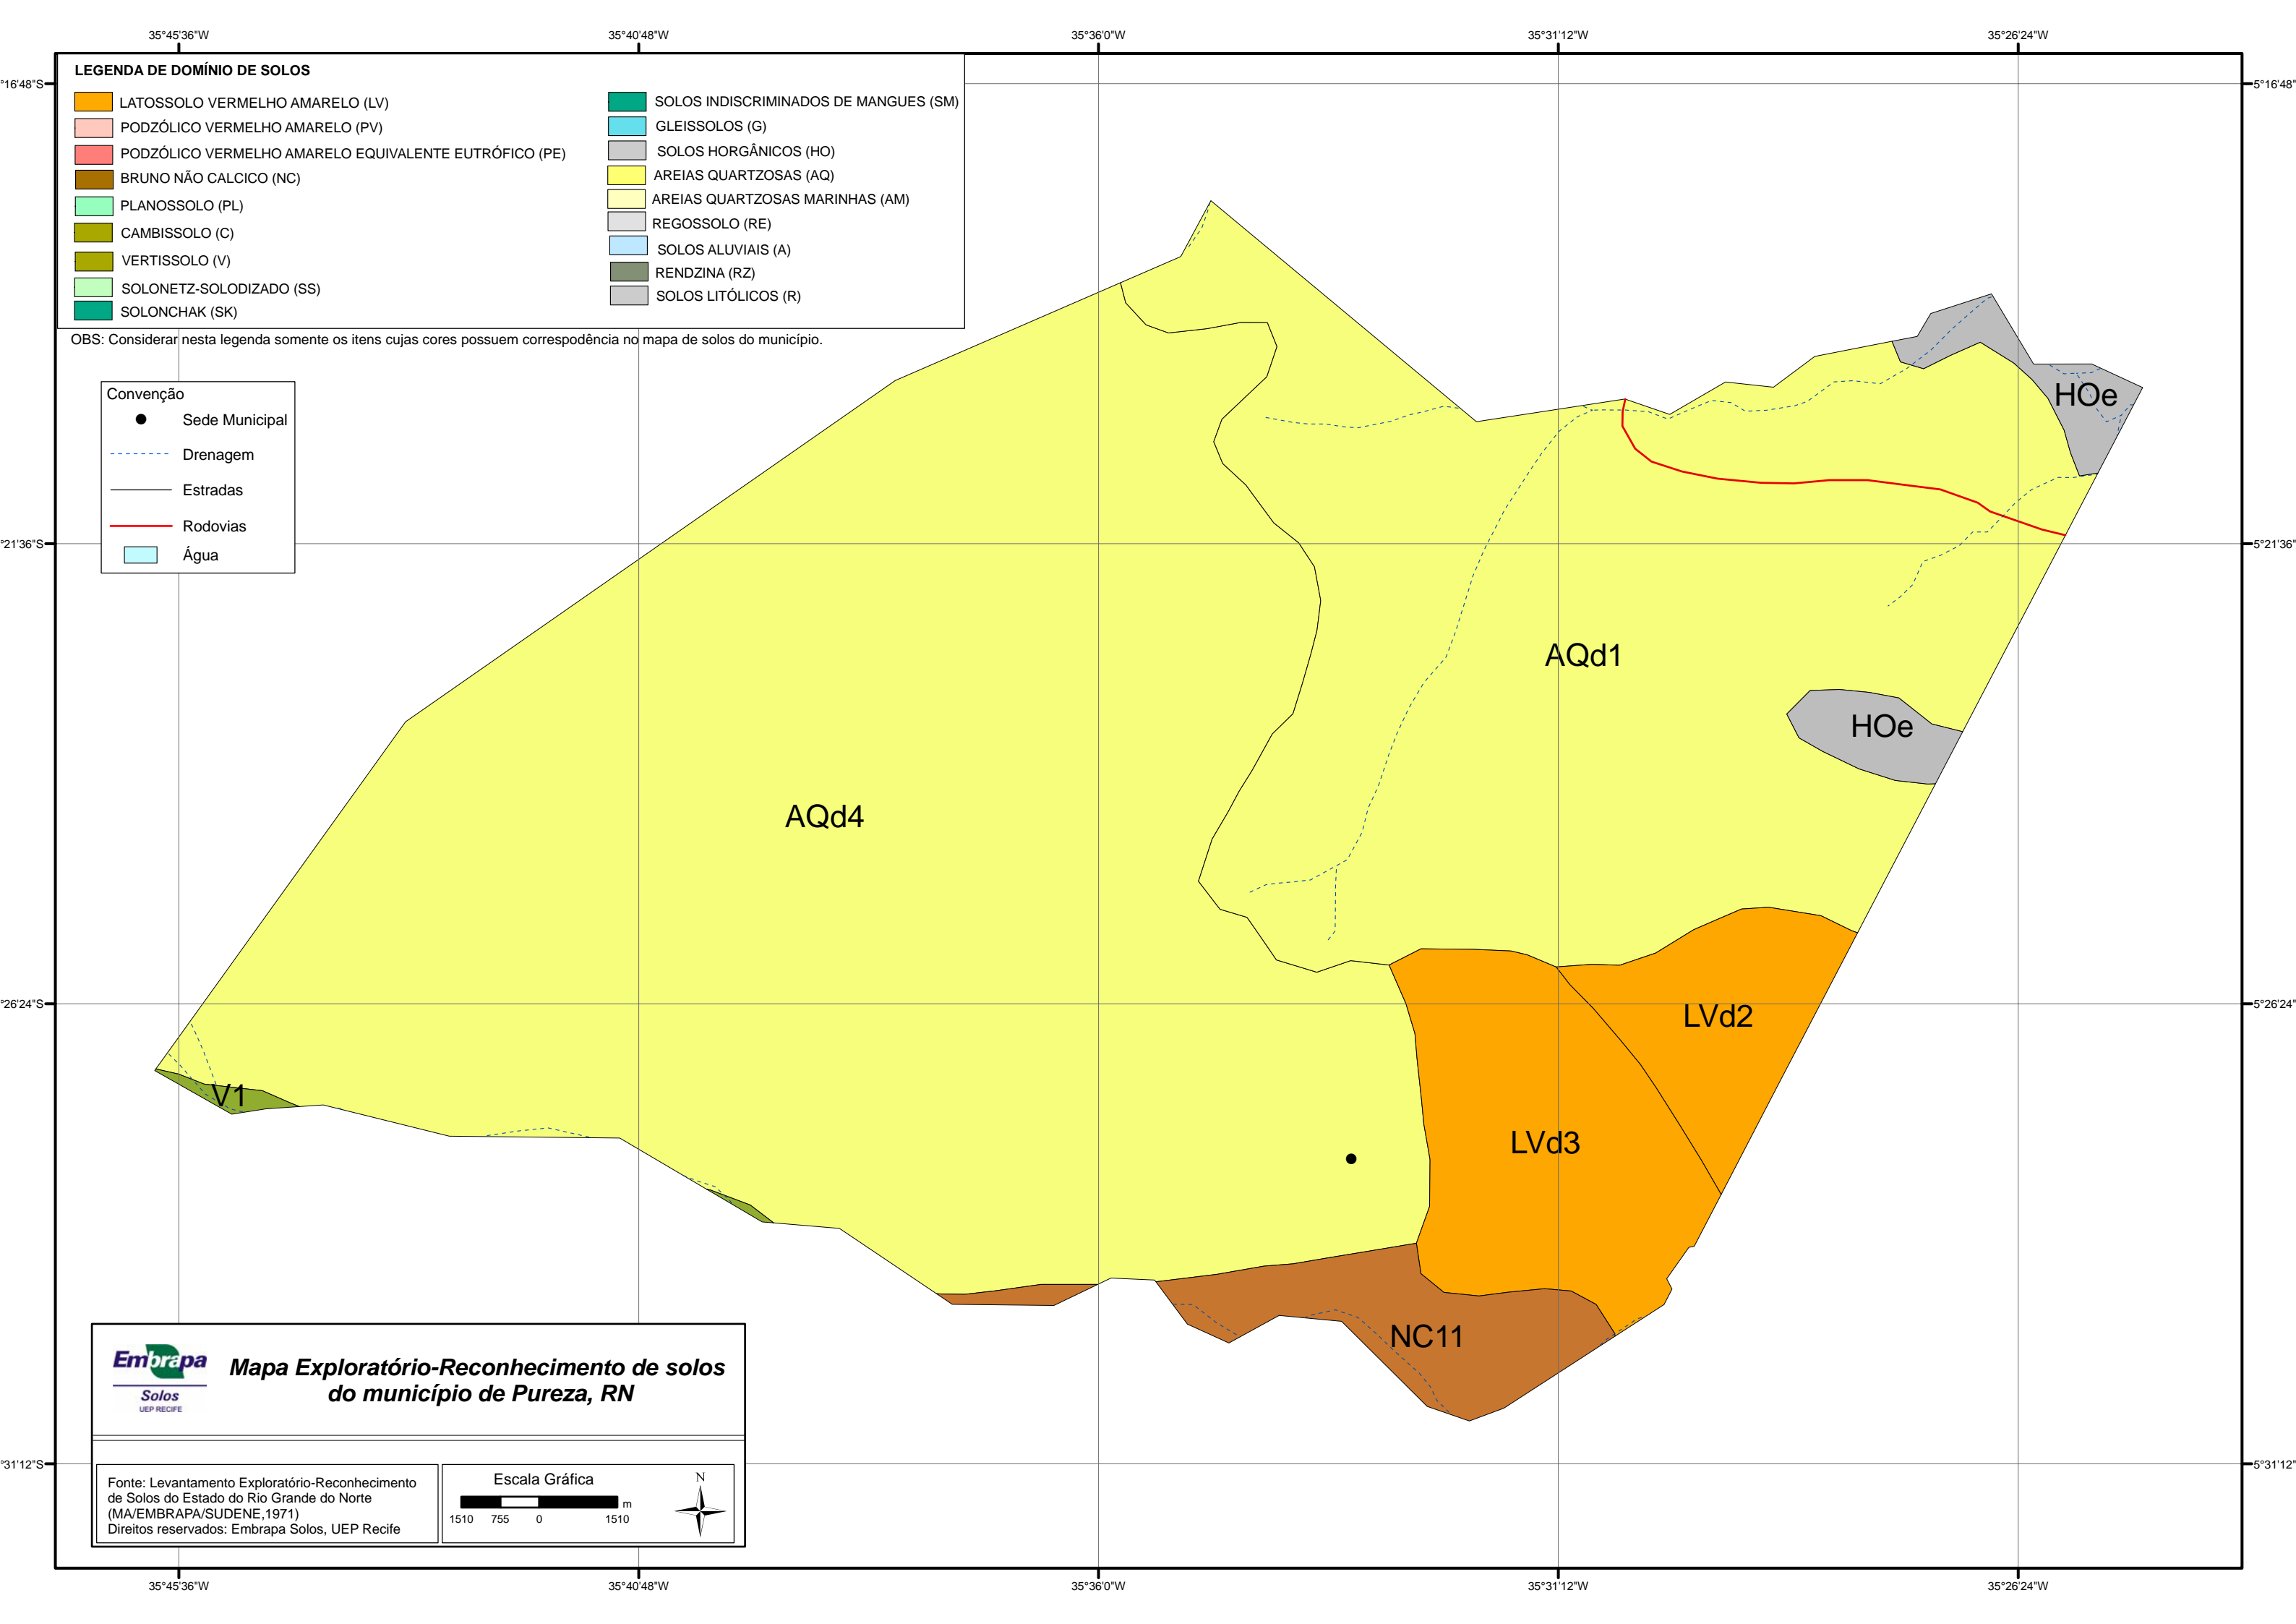 35°45'36"W
35°40'48"W
35°36'0"W
35°31'12"W
35°26'24"W
°16'48"S
5°16'48"
LEGENDA DE DOMÍNIO DE SOLOS
LATOSSOLO VERMELHO AMARELO (LV)
PODZÓLICO VERMELHO AMARELO (PV)
PODZÓLICO VERMELHO AMARELO EQUIVALENTE EUTRÓFICO (PE)
BRUNO NÃO CALCICO (NC)
PLANOSSOLO (PL)
CAMBISSOLO (C)
VERTISSOLO (V)
SOLONETZ-SOLODIZADO (SS)
SOLONCHAK (SK)
SOLOS INDISCRIMINADOS DE MANGUES (SM)
GLEISSOLOS (G)
SOLOS HORGÂNICOS (HO)
AREIAS QUARTZOSAS (AQ)
AREIAS QUARTZOSAS MARINHAS (AM)
REGOSSOLO (RE)
SOLOS ALUVIAIS (A)
RENDZINA (RZ)
SOLOS LITÓLICOS (R)
OBS: Considerar nesta legenda somente os itens cujas cores possuem correspodência no mapa de solos do município.
Convenção
Sede Municipal
Drenagem
Estradas
Rodovias
Água
HOe
°21'36"S
5°21'36"
AQd1
HOe
AQd4
°26'24"S
5°26'24"
LVd2
V1
LVd3
NC11
Embrapa
Solos
UEP RECIFE
Mapa Exploratório-Reconhecimento de solos
do município de Pureza, RN
°31'12"S
5°31'12"
Fonte: Levantamento Exploratório-Reconhecimento
de Solos do Estado do Rio Grande do Norte
(MA/EMBRAPA/SUDENE,1971)
Direitos reservados: Embrapa Solos, UEP Recife
Escala Gráfica
m
1510 755 0 1510
N
35°45'36"W
35°40'48"W
35°36'0"W
35°31'12"W
35°26'24"W